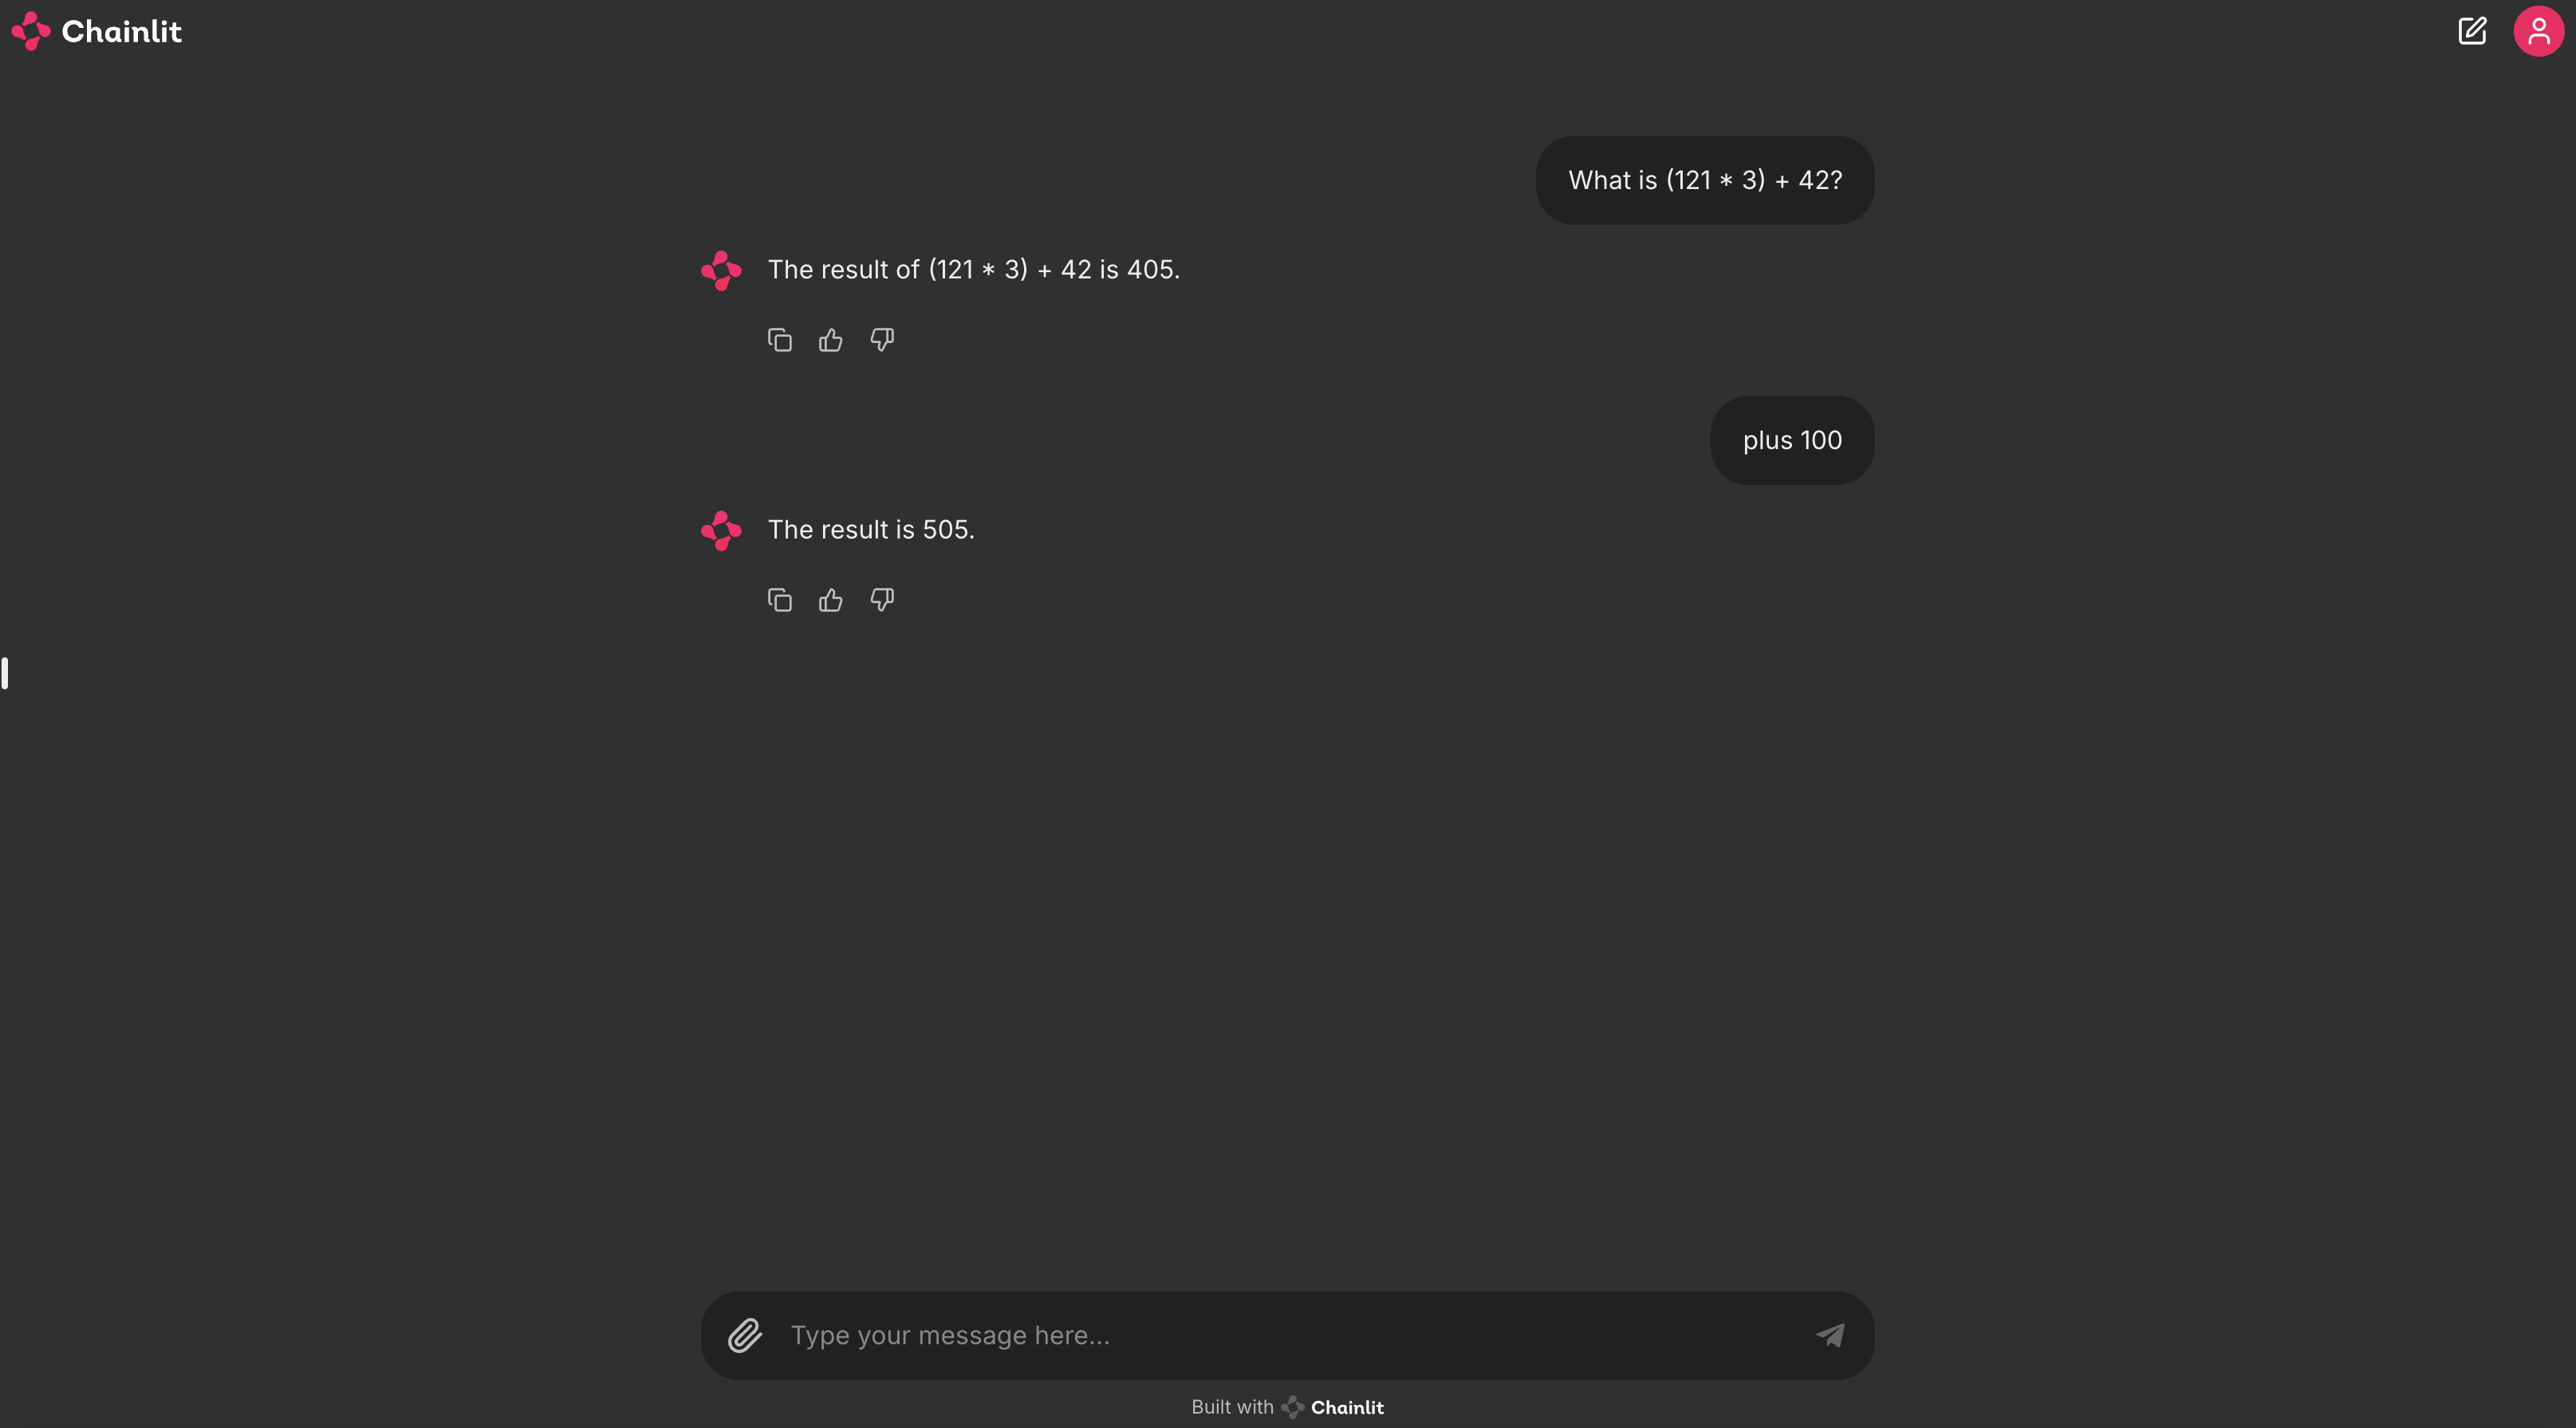 Chainlit
What is (121 * 3) + 42?
The result of (121 * 3) + 42 is 405.
plus 100
The result is 505.
Type your message here...
Built with Chainlit